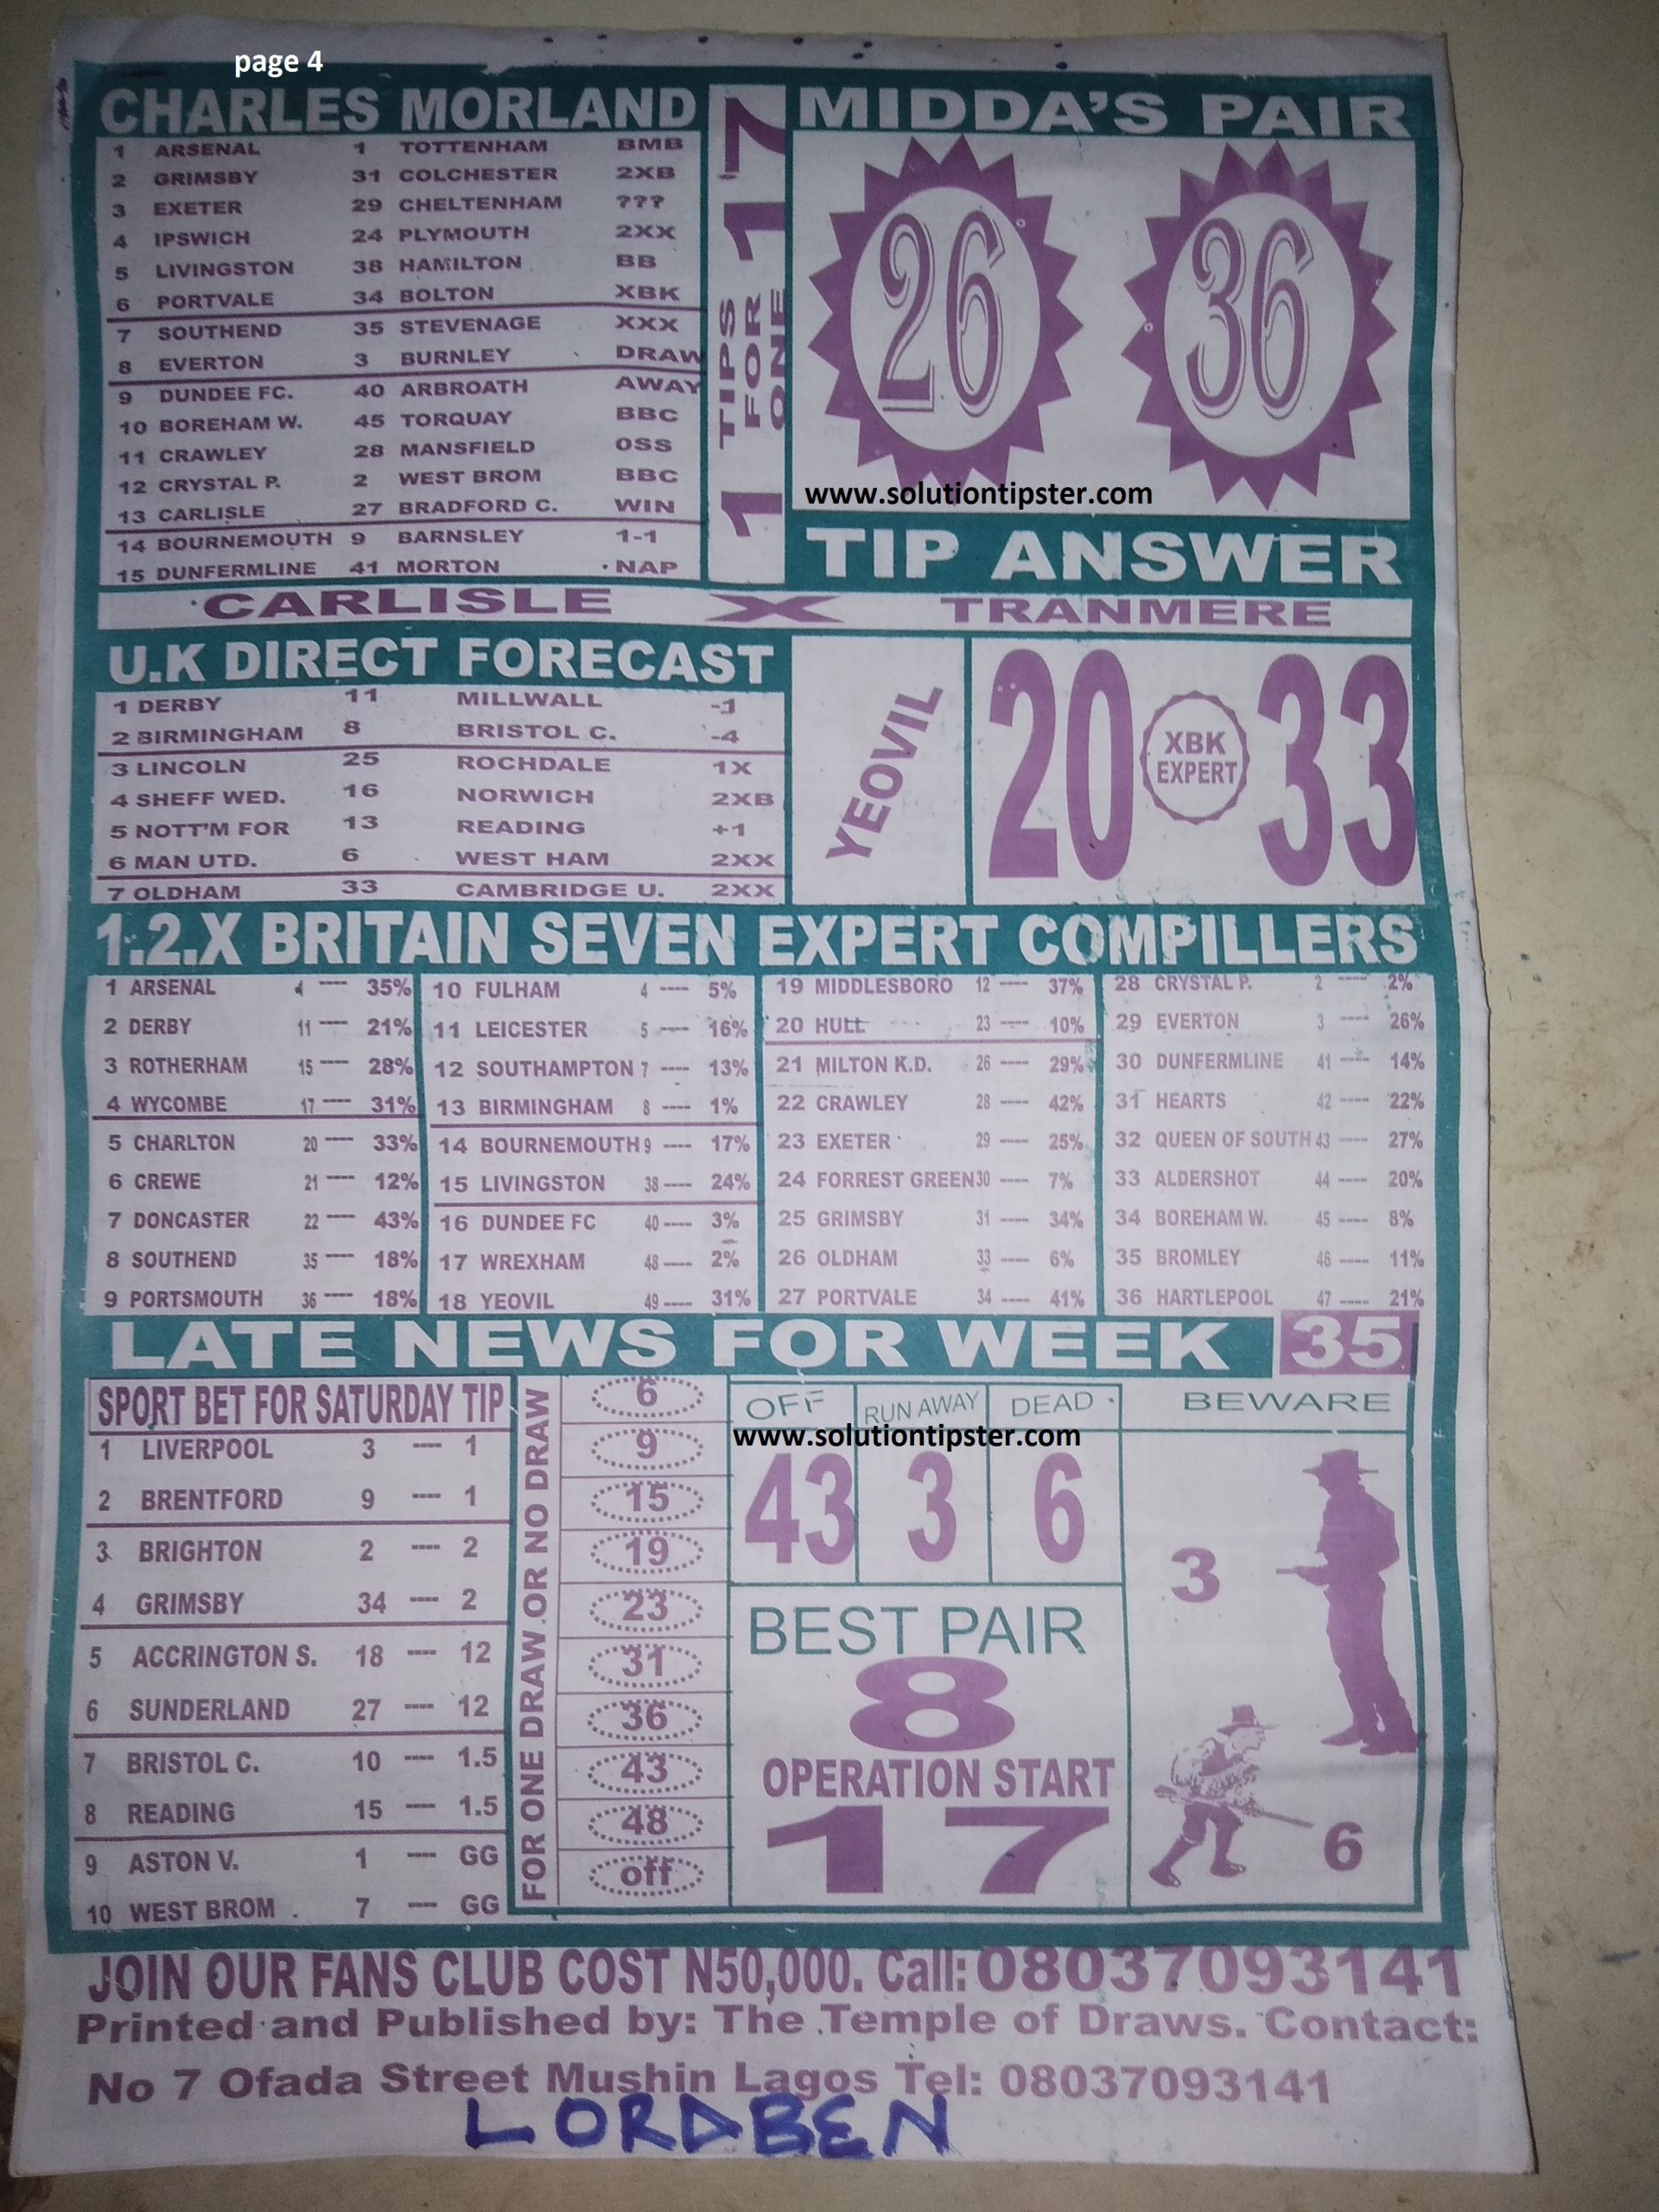 page 4
CHARLES MORLAND
1 ARSENAL 1 TOTTENHAM BMB
2 GRIMSBY 31 COLCHESTER 2XB
3 EXETER 29 CHELTENHAM ???
4 IPSWICH 24 PLYMOUTH 2XX
5 LIVINGSTON 38 HAMILTON BB
6 PORTVALE 34 BOLTON XBK
7 SOUTHEND 35 STEVENAGE XXX
8 EVERTON 3 BURNLEY DRAW
9 DUNDEE FC. 40 ARBROATH AWAY
10 BOREHAM W. 45 TORQUAY BBC
11 CRAWLEY 28 MANSFIELD OSS
12 CRYSTAL P. 2 WEST BROM BBC
13 CARLISLE 27 BRADFORD C. WIN
14 BOURNEMOUTH 9 BARNSLEY 1-1
15 DUNFERMLINE 41 MORTON NAP
1 TIPS FOR ONE 17
MIDDA'S PAIR
26 36
www.solutiontipster.com
TIP ANSWER
CARLISLE X TRANMERE
U.K DIRECT FORECAST
1 DERBY 11 MILLWALL -1
2 BIRMINGHAM 8 BRISTOL C. -4
3 LINCOLN 25 ROCHDALE 1X
4 SHEFF WED. 16 NORWICH 2XB
5 NOTT'M FOR 13 READING +1
6 MAN UTD. 6 WEST HAM 2XX
7 OLDHAM 33 CAMBRIDGE U. 2XX
YEOVIL
20 XBK EXPERT 33
1.2.X BRITAIN SEVEN EXPERT COMPILLERS
1 ARSENAL 4 ---- 35%
2 DERBY 11 ---- 21%
3 ROTHERHAM 15 ---- 28%
4 WYCOMBE 17 ---- 31%
5 CHARLTON 20 ---- 33%
6 CREWE 21 ---- 12%
7 DONCASTER 22 ---- 43%
8 SOUTHEND 35 ---- 18%
9 PORTSMOUTH 36 ---- 18%
10 FULHAM 4 ---- 5%
11 LEICESTER 5 ---- 16%
12 SOUTHAMPTON 7 ---- 13%
13 BIRMINGHAM 8 ---- 1%
14 BOURNEMOUTH 9 ---- 17%
15 LIVINGSTON 38 ---- 24%
16 DUNDEE FC 40 ---- 3%
17 WREXHAM 48 ---- 2%
18 YEOVIL 49 ---- 31%
19 MIDDLESBORO 12 ---- 37%
20 HULL 23 ---- 10%
21 MILTON K.D. 26 ---- 29%
22 CRAWLEY 28 ---- 42%
23 EXETER 29 ---- 25%
24 FORREST GREEN 30 ---- 7%
25 GRIMSBY 31 ---- 34%
26 OLDHAM 33 ---- 6%
27 PORTVALE 34 ---- 41%
28 CRYSTAL P. 2 ---- 2%
29 EVERTON 3 ---- 26%
30 DUNFERMLINE 41 ---- 14%
31 HEARTS 42 ---- 22%
32 QUEEN OF SOUTH 43 ---- 27%
33 ALDERSHOT 44 ---- 20%
34 BOREHAM W. 45 ---- 8%
35 BROMLEY 46 ---- 11%
36 HARTLEPOOL 47 ---- 21%
LATE NEWS FOR WEEK 35
SPORT BET FOR SATURDAY TIP
1 LIVERPOOL 3 ---- 1
2 BRENTFORD 9 ---- 1
3 BRIGHTON 2 ---- 2
4 GRIMSBY 34 ---- 2
5 ACCRINGTON S. 18 ---- 12
6 SUNDERLAND 27 ---- 12
7 BRISTOL C. 10 ---- 1.5
8 READING 15 ---- 1.5
9 ASTON V. 1 ---- GG
10 WEST BROM . 7 ---- GG
FOR ONE DRAW OR NO DRAW
6
9
15
19
23
31
36
43
48
off
OFF RUN AWAY DEAD
www.solutiontipster.com
43 3 6
BEST PAIR
8
OPERATION START
17
BEWARE
3
6
JOIN OUR FANS CLUB COST N50,000. Call: 08037093141
Printed and Published by: The Temple of Draws. Contact:
No 7 Ofada Street Mushin Lagos Tel: 08037093141
LORDBEN